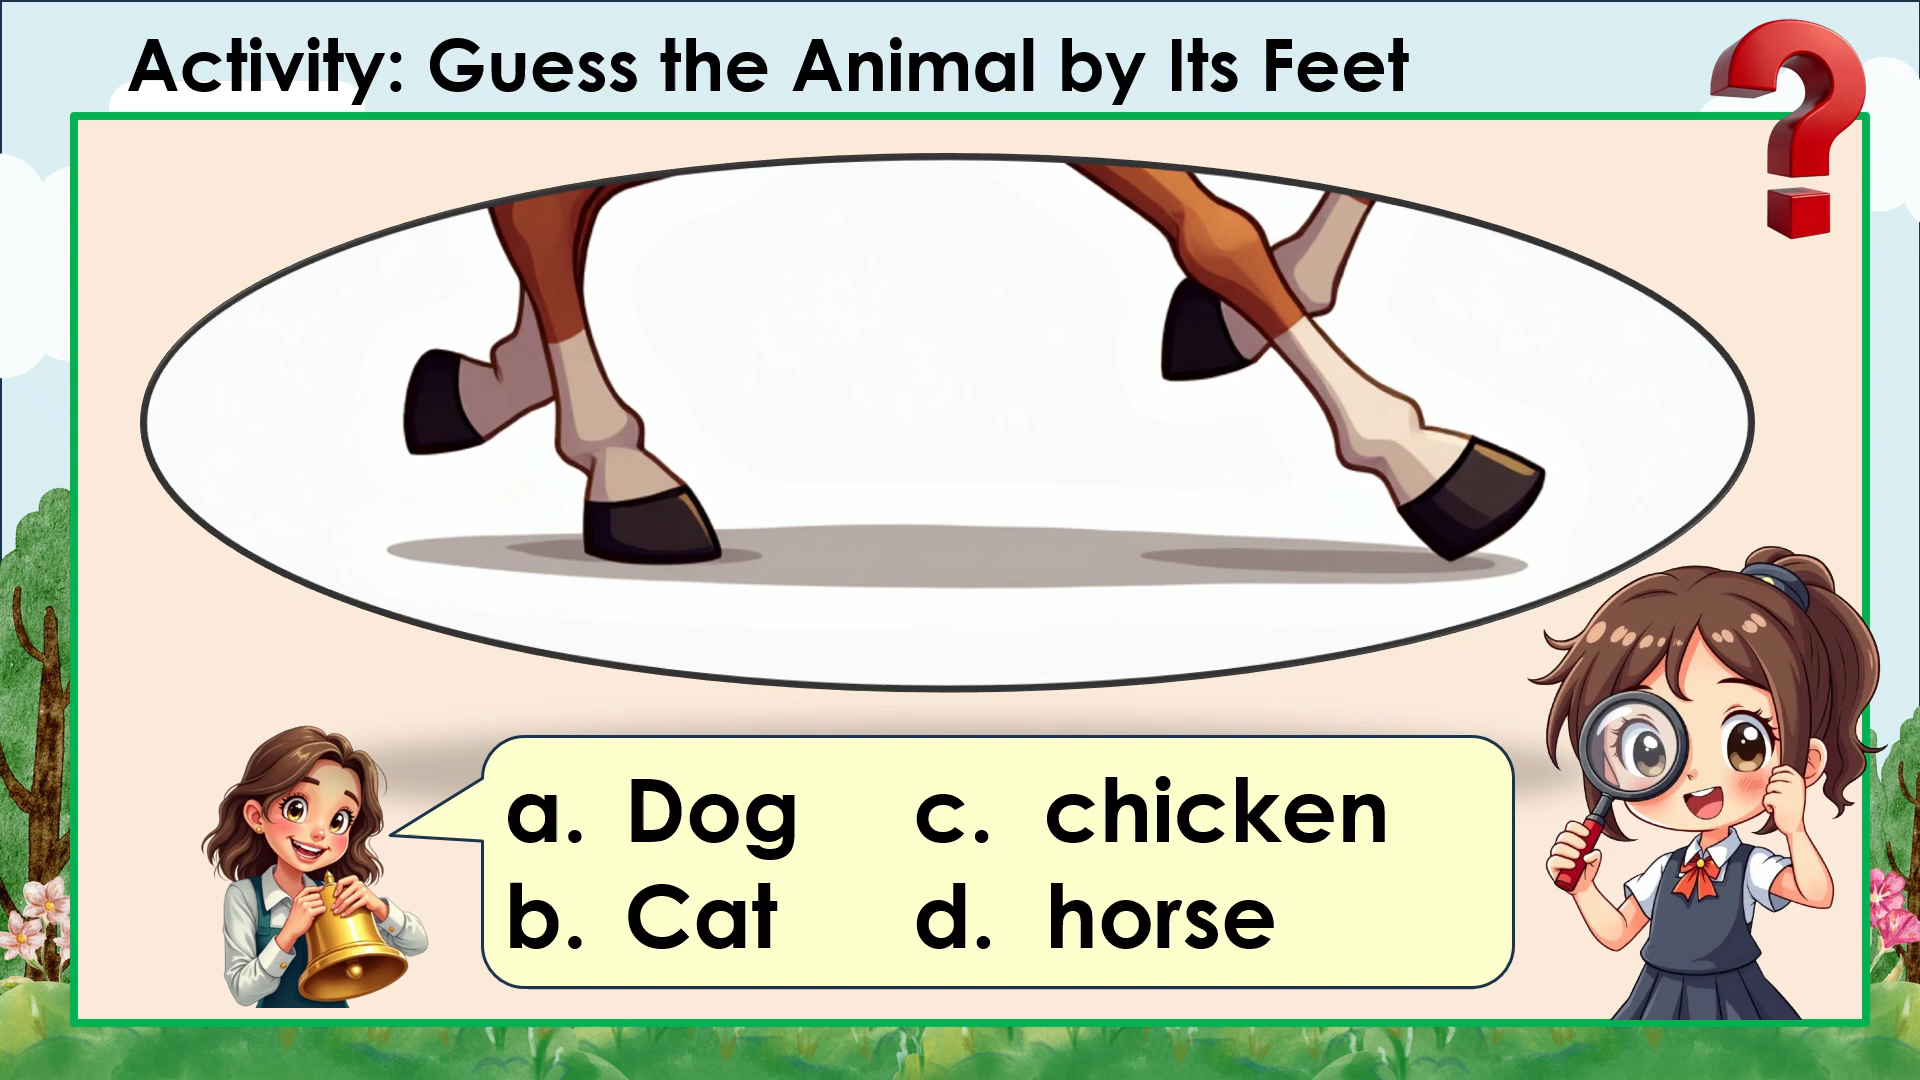 Activity: Guess the Animal by Its Feet
a. Dog c. chicken
b. Cat d. horse